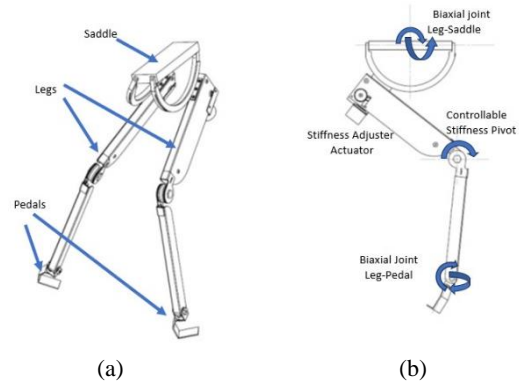 Saddle
Legs
Pedals
(a)
Biaxial joint
Leg-Saddle
Controllable
Stiffness Pivot
Stiffness Adjuster
Actuator
Biaxial Joint
Leg-Pedal
(b)